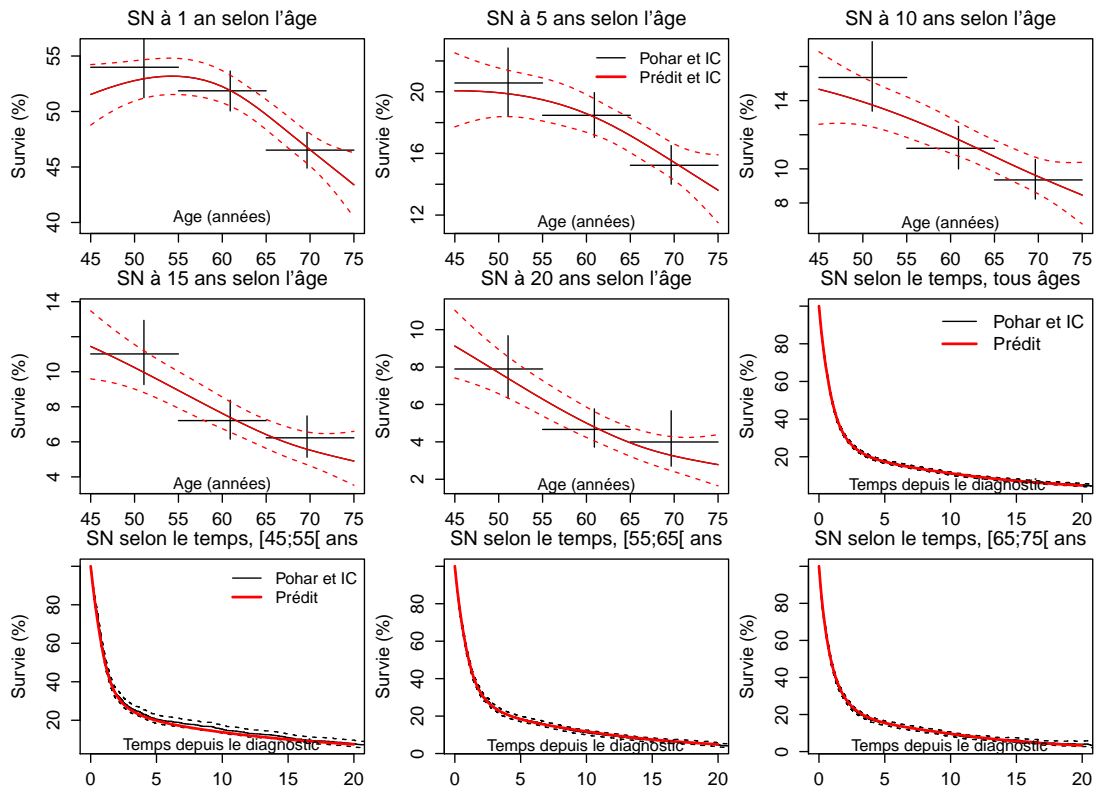 SN à 1 an selon l'âge
Survie (%)
55
50
45
40
Age (années)
45 50 55 60 65 70 75
SN à 5 ans selon l'âge
Survie (%)
20
16
12
Pohar et IC
Prédit et IC
Age (années)
45 50 55 60 65 70 75
SN à 10 ans selon l'âge
Survie (%)
14
10
8
Age (années)
45 50 55 60 65 70 75
SN à 15 ans selon l'âge
Survie (%)
14
10
8
6
4
Age (années)
45 50 55 60 65 70 75
SN à 20 ans selon l'âge
Survie (%)
10
8
6
4
2
Age (années)
45 50 55 60 65 70 75
SN selon le temps, tous âges
Survie (%)
80
60
40
20
Pohar et IC
Prédit
Temps depuis le diagnostic
0 5 10 15 20
SN selon le temps, [45;55[ ans
Survie (%)
80
60
40
20
Pohar et IC
Prédit
Temps depuis le diagnostic
0 5 10 15 20
SN selon le temps, [55;65[ ans
Survie (%)
80
60
40
20
0
Temps depuis le diagnostic
0 5 10 15 20
SN selon le temps, [65;75[ ans
Survie (%)
80
60
40
20
0
Temps depuis le diagnostic
0 5 10 15 20